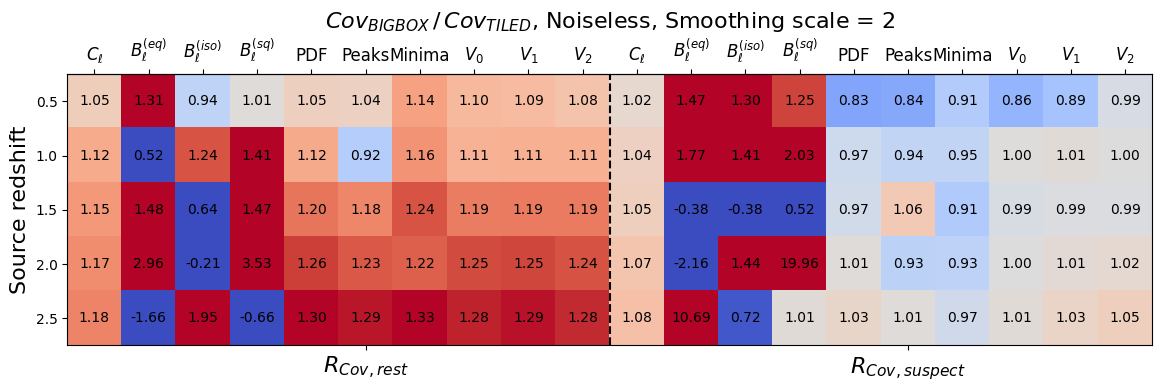 Cov_BIGBOX / Cov_TILED, Noiseless, Smoothing scale = 2
C_ℓ B_ℓ^(eq) B_ℓ^(iso) B_ℓ^(sq) PDF Peaks Minima V_0 V_1 V_2 C_ℓ B_ℓ^(eq) B_ℓ^(iso) B_ℓ^(sq) PDF Peaks Minima V_0 V_1 V_2
Source redshift
0.5 1.05 1.31 0.94 1.01 1.05 1.04 1.14 1.10 1.09 1.08 1.02 1.47 1.30 1.25 0.83 0.84 0.91 0.86 0.89 0.99
1.0 1.12 0.52 1.24 1.41 1.12 0.92 1.16 1.11 1.11 1.11 1.04 1.77 1.41 2.03 0.97 0.94 0.95 1.00 1.01 1.00
1.5 1.15 1.48 0.64 1.47 1.20 1.18 1.24 1.19 1.19 1.19 1.05 -0.38 -0.38 0.52 0.97 1.06 0.91 0.99 0.99 0.99
2.0 1.17 2.96 -0.21 3.53 1.26 1.23 1.22 1.25 1.25 1.24 1.07 -2.16 1.44 19.96 1.01 0.93 0.93 1.00 1.01 1.02
2.5 1.18 -1.66 1.95 -0.66 1.30 1.29 1.33 1.28 1.29 1.28 1.08 10.69 0.72 1.01 1.03 1.01 0.97 1.01 1.03 1.05
R_Cov, rest R_Cov, suspect